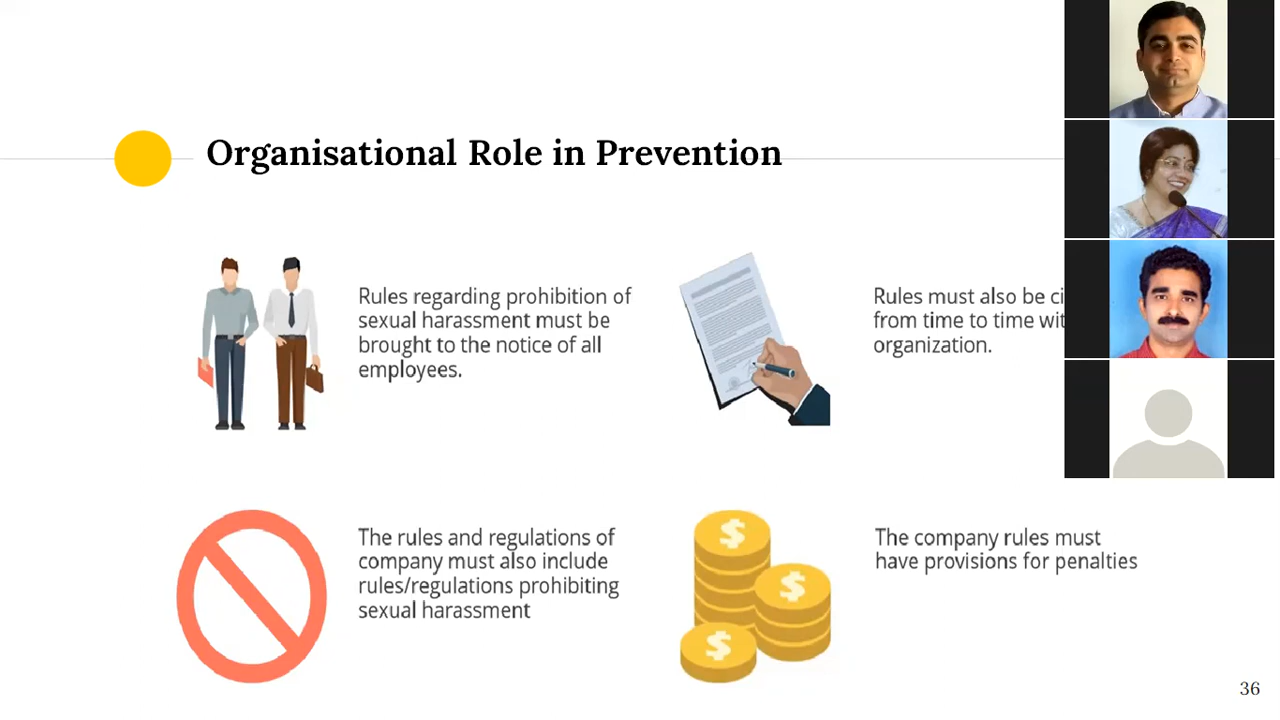 Organisational Role in Prevention
Rules regarding prohibition of
sexual harassment must be
brought to the notice of all
employees.
Rules must also be
from time to time
organization.
The rules and regulations of
company must also include
rules/regulations prohibiting
sexual harassment
$
$
$
The company rules must
have provisions for penalties
36